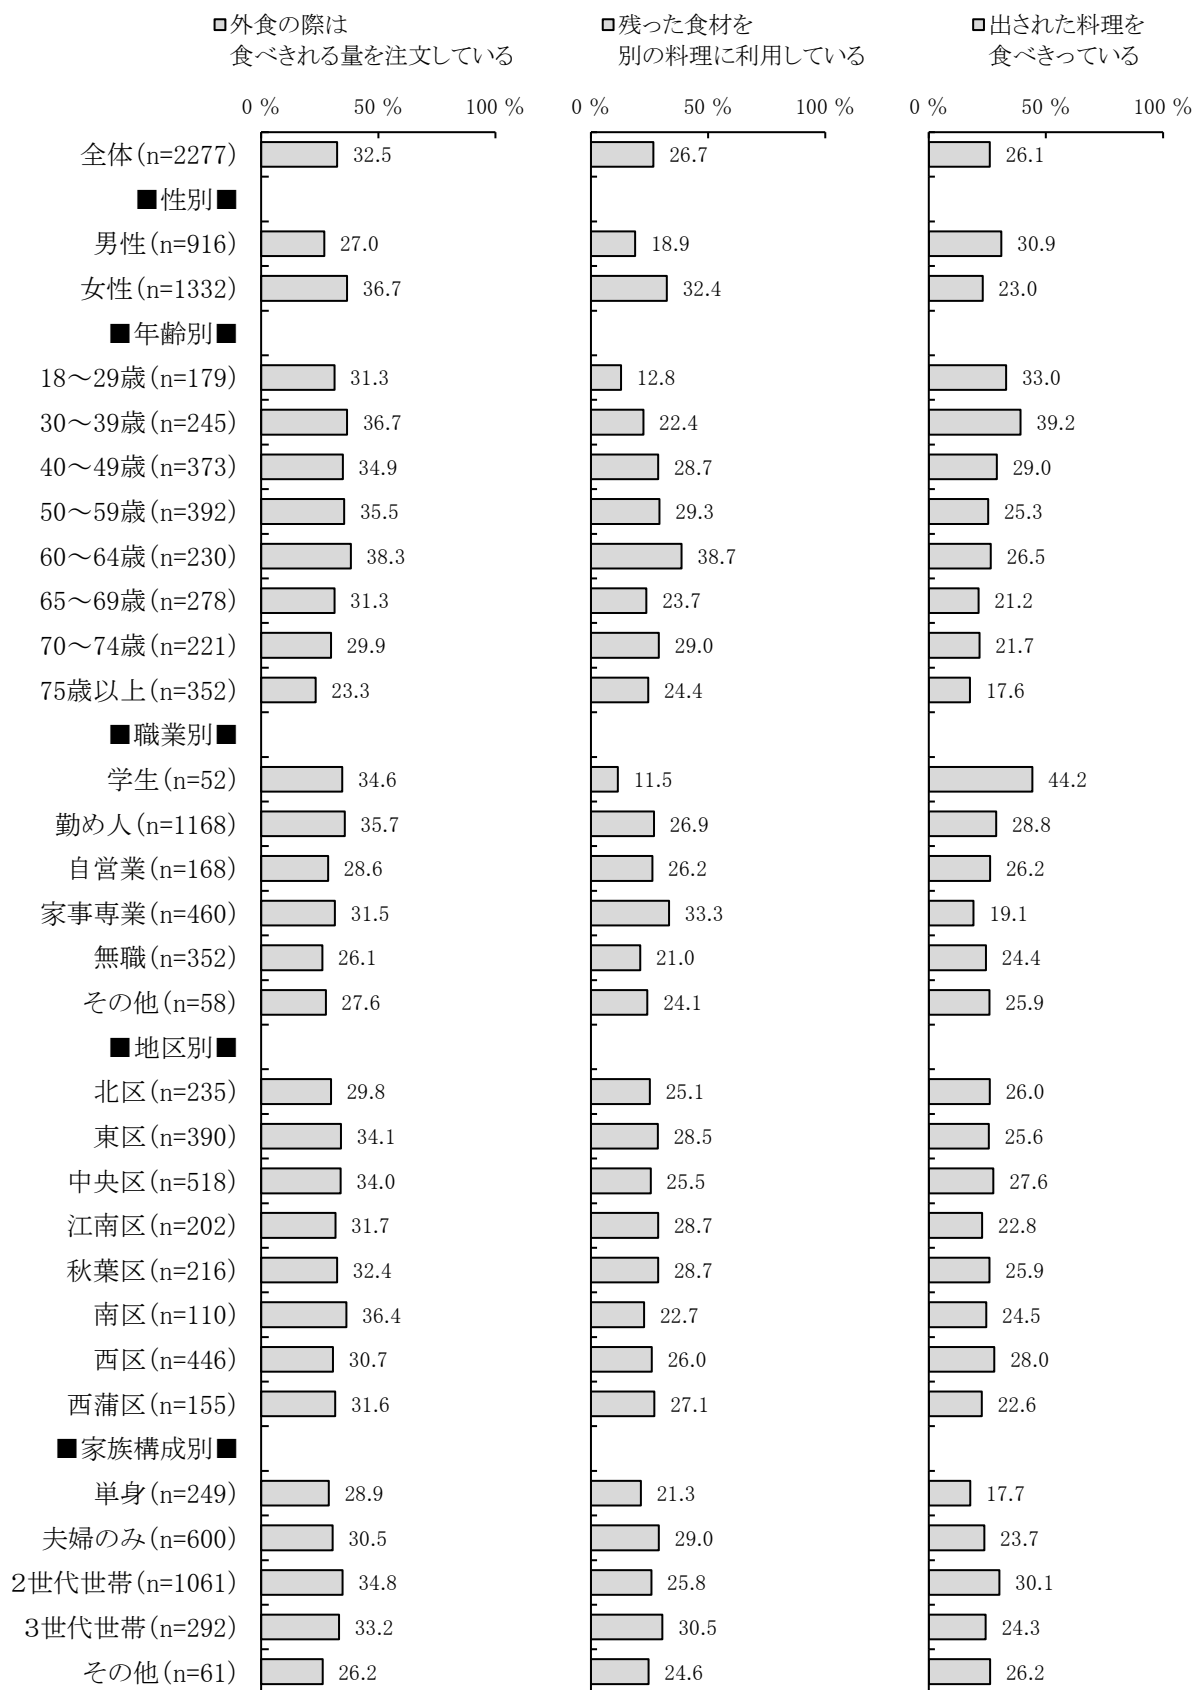 外食の際は
食べきれる量を注文している
残った食材を
別の料理に利用している
出された料理を
食べきっている
0 % 50 % 100 % 0 % 50 % 100 % 0 % 50 % 100 %
全体(n=2277) 32.5 26.7 26.1
■性別■
男性(n=916) 27.0 18.9 30.9
女性(n=1332) 36.7 32.4 23.0
■年齢別■
18～29歳(n=179) 31.3 12.8 33.0
30～39歳(n=245) 36.7 22.4 39.2
40～49歳(n=373) 34.9 28.7 29.0
50～59歳(n=392) 35.5 29.3 25.3
60～64歳(n=230) 38.3 38.7 26.5
65～69歳(n=278) 31.3 23.7 21.2
70～74歳(n=221) 29.9 29.0 21.7
75歳以上(n=352) 23.3 24.4 17.6
■職業別■
学生(n=52) 34.6 11.5 44.2
勤め人(n=1168) 35.7 26.9 28.8
自営業(n=168) 28.6 26.2 26.2
家事専業(n=460) 31.5 33.3 19.1
無職(n=352) 26.1 21.0 24.4
その他(n=58) 27.6 24.1 25.9
■地区別■
北区(n=235) 29.8 25.1 26.0
東区(n=390) 34.1 28.5 25.6
中央区(n=518) 34.0 25.5 27.6
江南区(n=202) 31.7 28.7 22.8
秋葉区(n=216) 32.4 28.7 25.9
南区(n=110) 36.4 22.7 24.5
西区(n=446) 30.7 26.0 28.0
西蒲区(n=155) 31.6 27.1 22.6
■家族構成別■
単身(n=249) 28.9 21.3 17.7
夫婦のみ(n=600) 30.5 29.0 23.7
２世代世帯(n=1061) 34.8 25.8 30.1
３世代世帯(n=292) 33.2 30.5 24.3
その他(n=61) 26.2 24.6 26.2